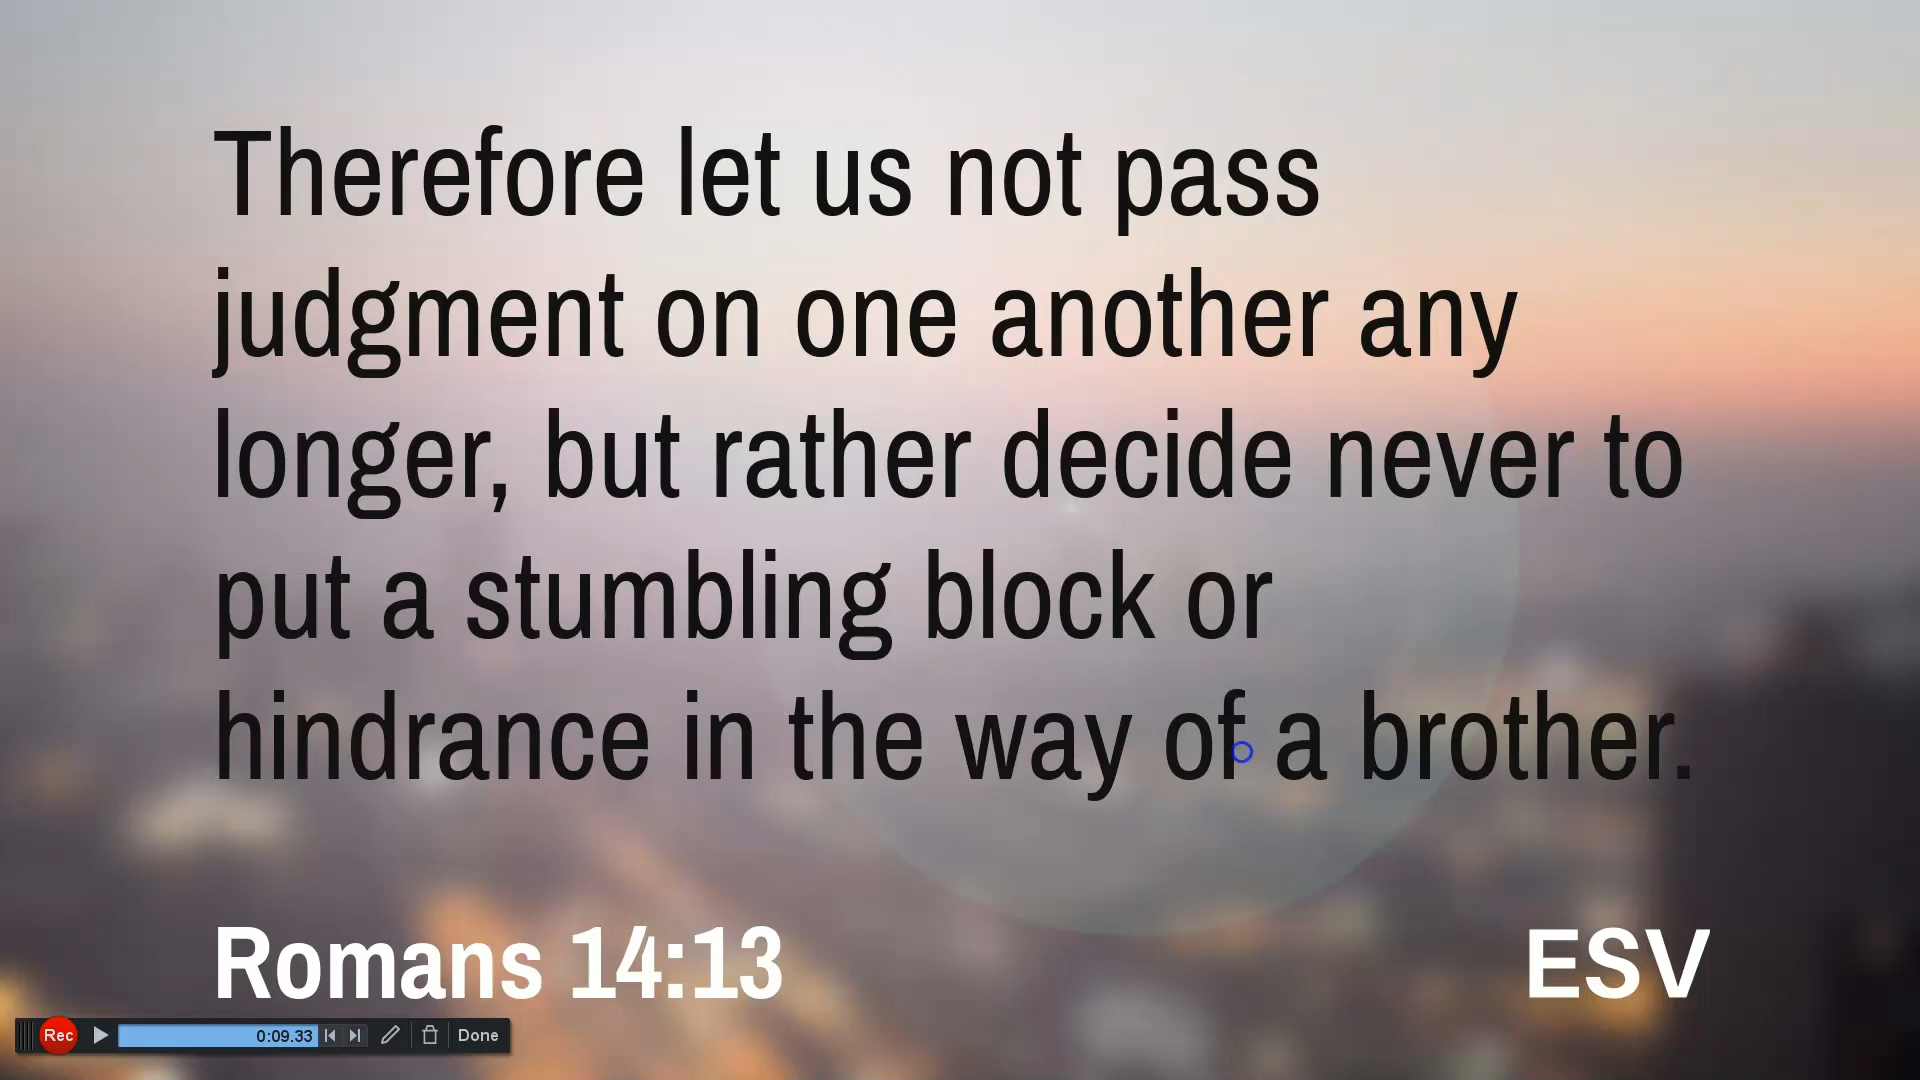 Therefore let us not pass
judgment on one another any
longer, but rather decide never to
put a stumbling block or
hindrance in the way of a brother.
Romans 14:13 ESV
Rec 0:09.33 Done